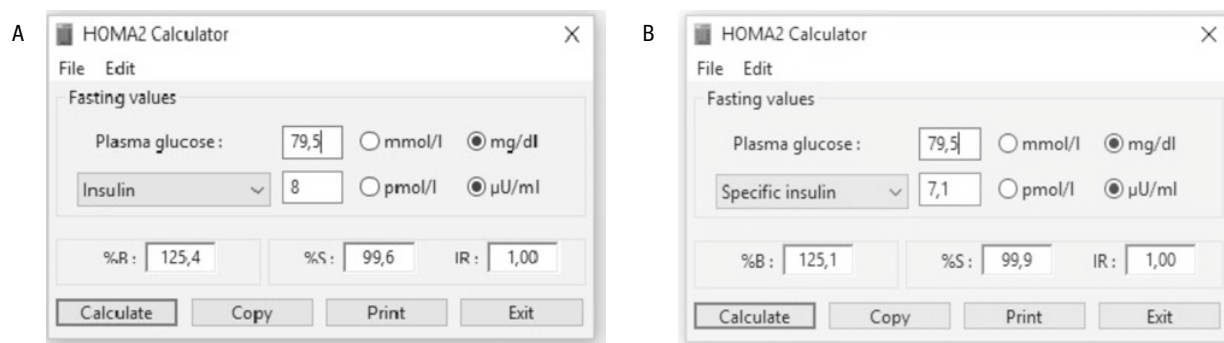 A
HOMA2 Calculator
File Edit
Fasting values
Plasma glucose : 79,5 mmol/l mg/dl
Insulin 8 pmol/l µU/ml
%B : 125,4 %S : 99,6 IR : 1,00
Calculate Copy Print Exit
B
HOMA2 Calculator
File Edit
Fasting values
Plasma glucose : 79,5 mmol/l mg/dl
Specific insulin 7,1 pmol/l µU/ml
%B : 125,1 %S : 99,9 IR : 1,00
Calculate Copy Print Exit